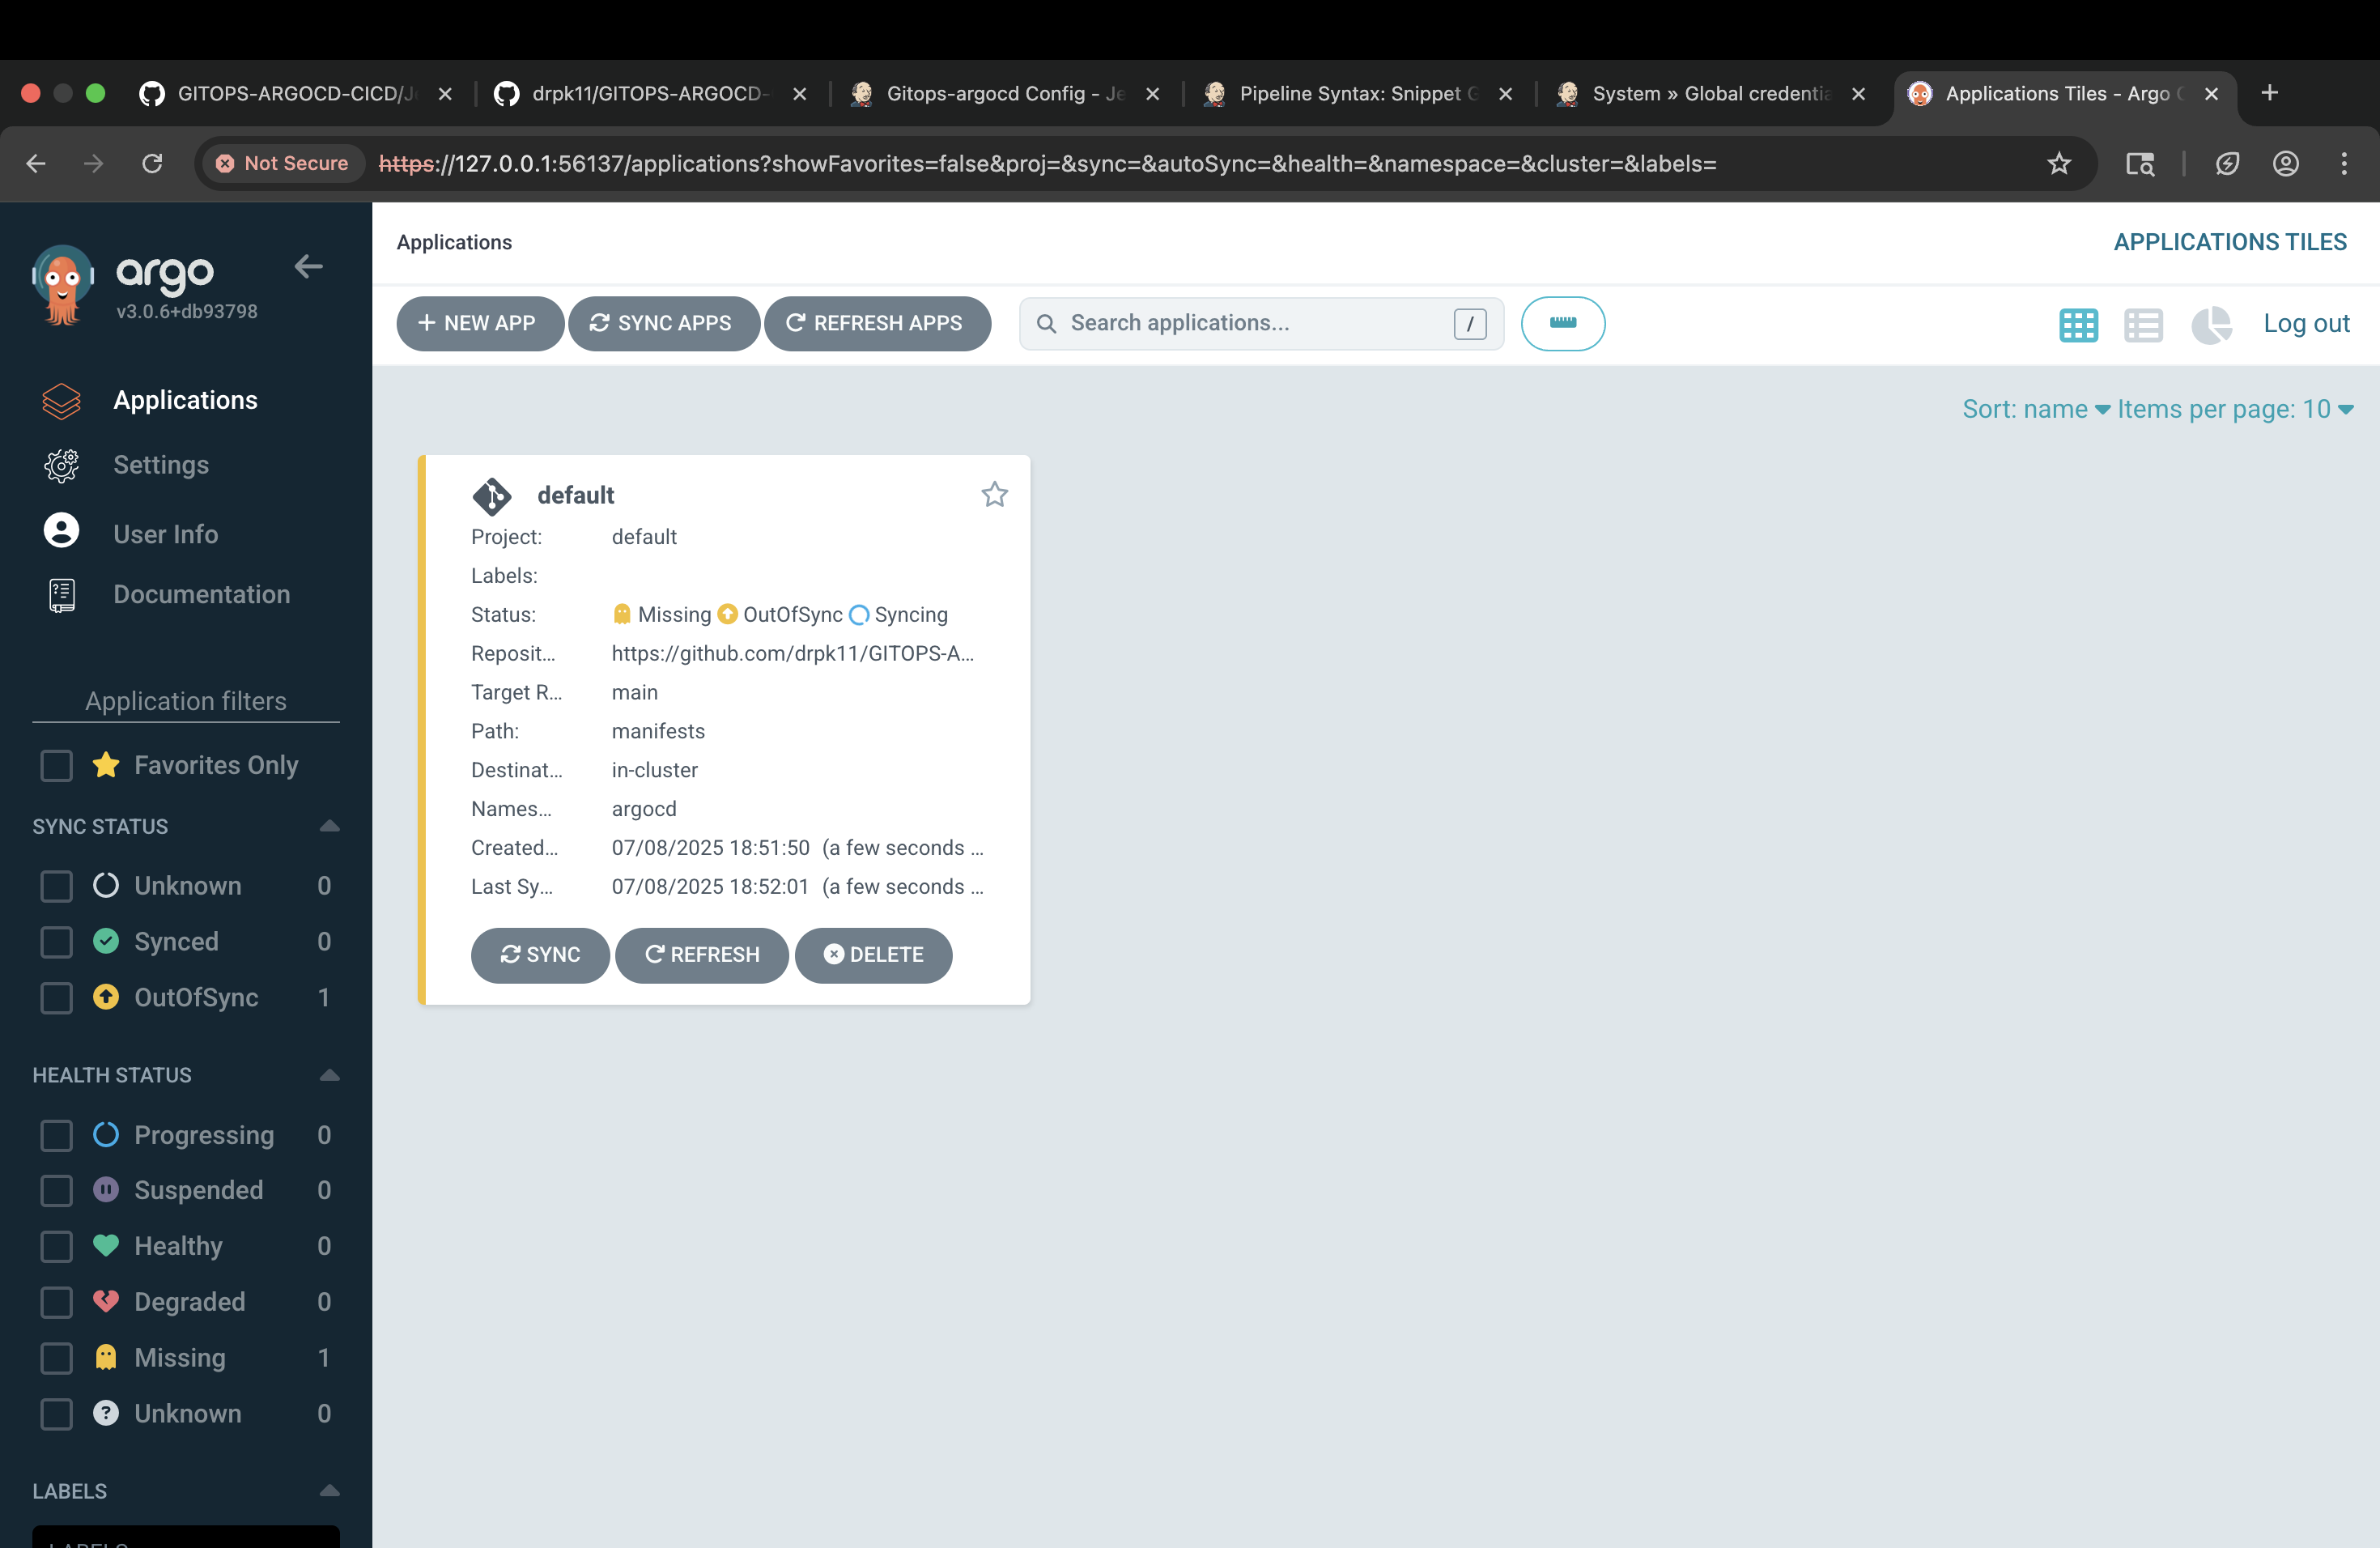 GITOPS-ARGOCD-CICD/J
drpk11/GITOPS-ARGOCD-
Gitops-argocd Config - Je
Pipeline Syntax: Snippet G
System » Global credentia
Applications Tiles - Argo C
Not Secure
https://127.0.0.1:56137/applications?showFavorites=false&proj=&sync=&autoSync=&health=&namespace=&cluster=&labels=
argo
v3.0.6+db93798
Applications
Settings
User Info
Documentation
Application filters
Favorites Only
SYNC STATUS
Unknown 0
Synced 0
OutOfSync 1
HEALTH STATUS
Progressing 0
Suspended 0
Healthy 0
Degraded 0
Missing 1
Unknown 0
LABELS
LABELS
Applications
APPLICATIONS TILES
+ NEW APP
SYNC APPS
REFRESH APPS
Search applications...
/
Log out
Sort: name
Items per page: 10
default
Project: default
Labels:
Status: Missing OutOfSync Syncing
Reposit... https://github.com/drpk11/GITOPS-A...
Target R... main
Path: manifests
Destinat... in-cluster
Names... argocd
Created... 07/08/2025 18:51:50 (a few seconds ...
Last Sy... 07/08/2025 18:52:01 (a few seconds ...
SYNC
REFRESH
DELETE